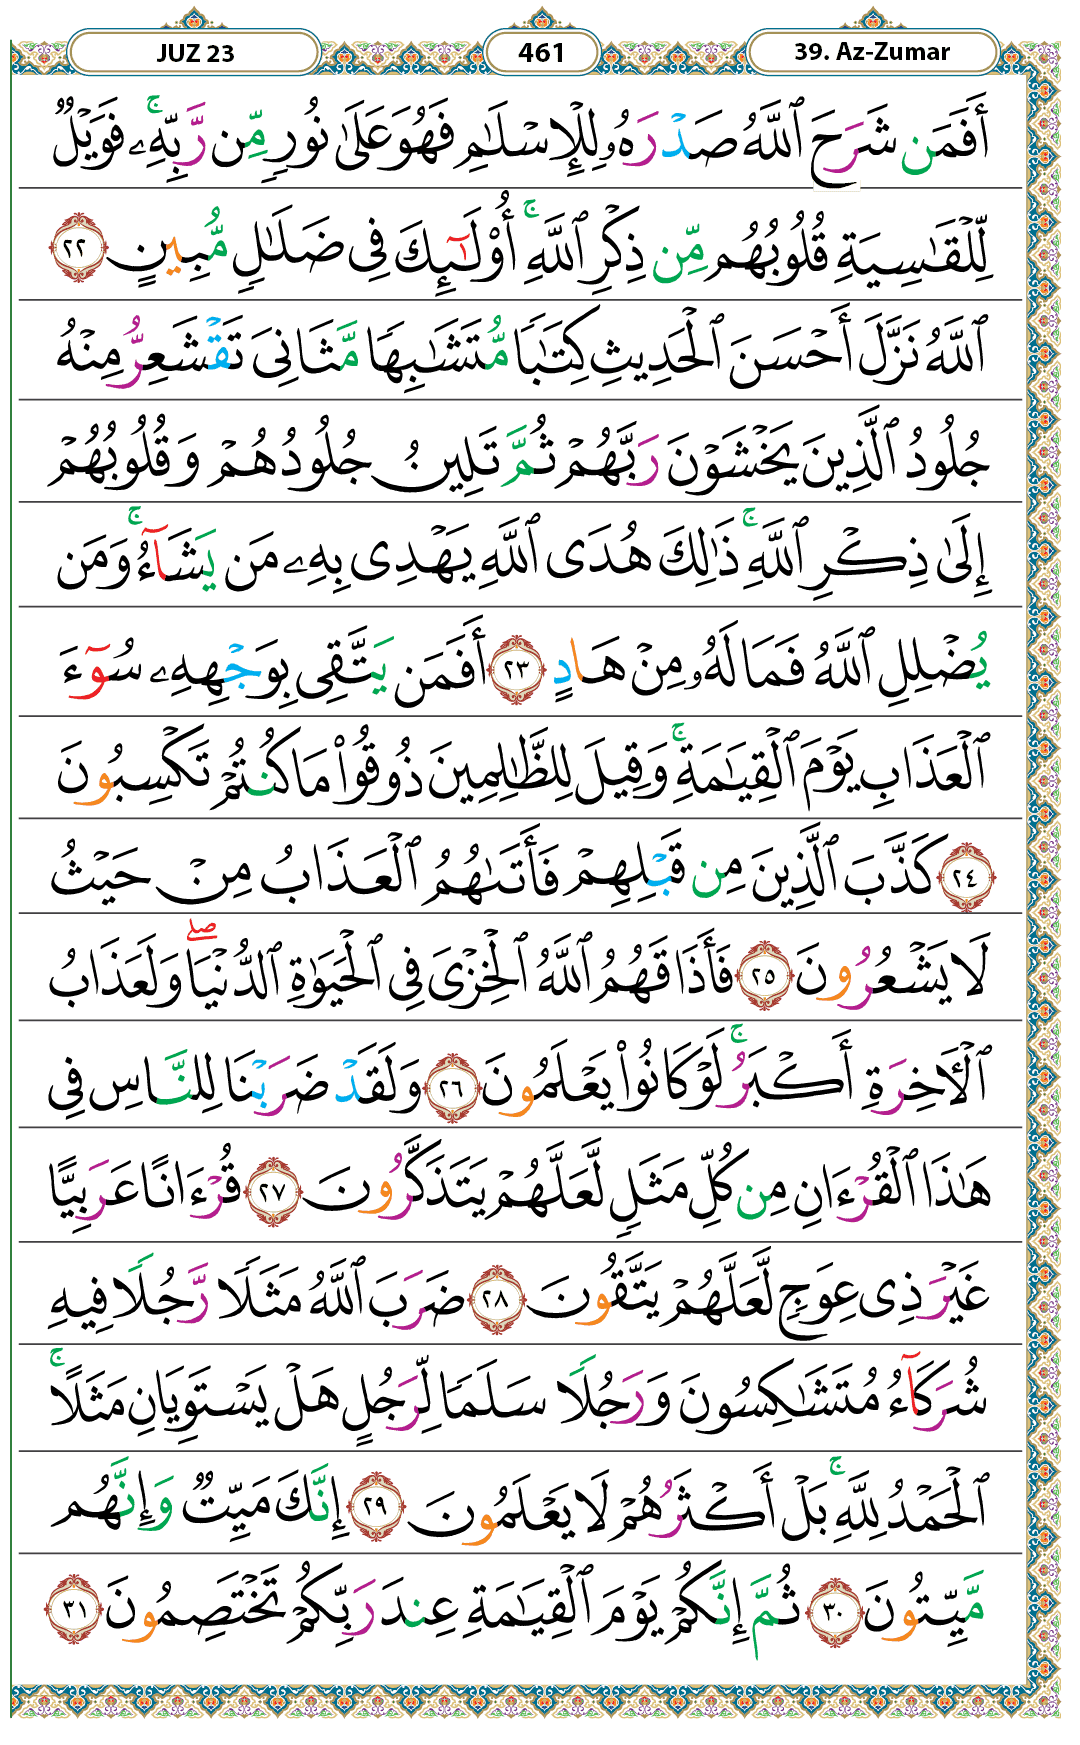 JUZ 23
461
39. Az-Zumar
أَفَمَن شَرَحَ ٱللَّهُ صَدْرَهُۥ لِلْإِسْلَٰمِ فَهُوَ عَلَىٰ نُورٍ مِّن رَّبِّهِۦ ۚ فَوَيْلٌ
لِّلْقَٰسِيَةِ قُلُوبُهُم مِّن ذِكْرِ ٱللَّهِ ۚ أُو۟لَٰٓئِكَ فِى ضَلَٰلٍ مُّبِينٍ ٢٢
ٱللَّهُ نَزَّلَ أَحْسَنَ ٱلْحَدِيثِ كِتَٰبًا مُّتَشَٰبِهًا مَّثَانِىَ تَقْشَعِرُّ مِنْهُ
جُلُودُ ٱلَّذِينَ يَخْشَوْنَ رَبَّهُمْ ثُمَّ تَلِينُ جُلُودُهُمْ وَقُلُوبُهُمْ
إِلَىٰ ذِكْرِ ٱللَّهِ ۚ ذَٰلِكَ هُدَى ٱللَّهِ يَهْدِى بِهِۦ مَن يَشَآءُ ۚ وَمَن
يُضْلِلِ ٱللَّهُ فَمَا لَهُۥ مِنْ هَادٍ ٢٣ أَفَمَن يَتَّقِى بِوَجْهِهِۦ سُوٓءَ
ٱلْعَذَابِ يَوْمَ ٱلْقِيَٰمَةِ ۚ وَقِيلَ لِلظَّٰلِمِينَ ذُوقُوا۟ مَا كُنتُمْ تَكْسِبُونَ
٢٤ كَذَّبَ ٱلَّذِينَ مِن قَبْلِهِمْ فَأَتَىٰهُمُ ٱلْعَذَابُ مِنْ حَيْثُ
لَا يَشْعُرُونَ ٢٥ فَأَذَاقَهُمُ ٱللَّهُ ٱلْخِزْىَ فِى ٱلْحَيَوٰةِ ٱلدُّنْيَا ۖ وَلَعَذَابُ
ٱلْءَاخِرَةِ أَكْبَرُ ۚ لَوْ كَانُوا۟ يَعْلَمُونَ ٢٦ وَلَقَدْ ضَرَبْنَا لِلنَّاسِ فِى
هَٰذَا ٱلْقُرْءَانِ مِن كُلِّ مَثَلٍ لَّعَلَّهُمْ يَتَذَكَّرُونَ ٢٧ قُرْءَانًا عَرَبِيًّا
غَيْرَ ذِى عِوَجٍ لَّعَلَّهُمْ يَتَّقُونَ ٢٨ ضَرَبَ ٱللَّهُ مَثَلًا رَّجُلًا فِيهِ
شُرَكَآءُ مُتَشَٰكِسُونَ وَرَجُلًا سَلَمًا لِّرَجُلٍ هَلْ يَسْتَوِيَانِ مَثَلًا ۚ
ٱلْحَمْدُ لِلَّهِ ۚ بَلْ أَكْثَرُهُمْ لَا يَعْلَمُونَ ٢٩ إِنَّكَ مَيِّتٌ وَإِنَّهُم
مَّيِّتُونَ ٣٠ ثُمَّ إِنَّكُمْ يَوْمَ ٱلْقِيَٰمَةِ عِندَ رَبِّكُمْ تَخْتَصِمُونَ ٣١